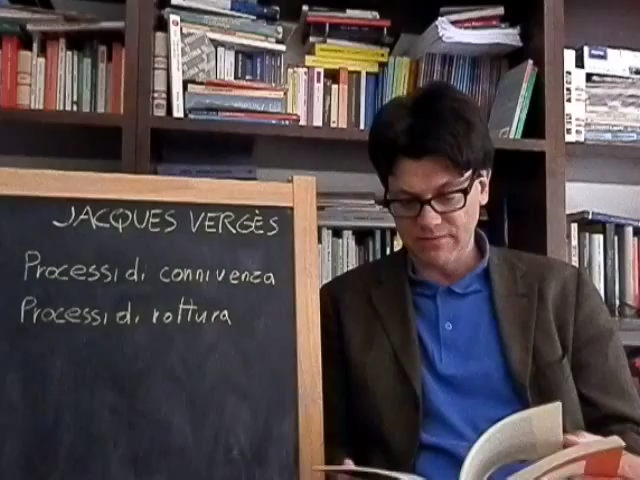 JACQUES VERGÈS
Processi di connivenza
Processi di rottura